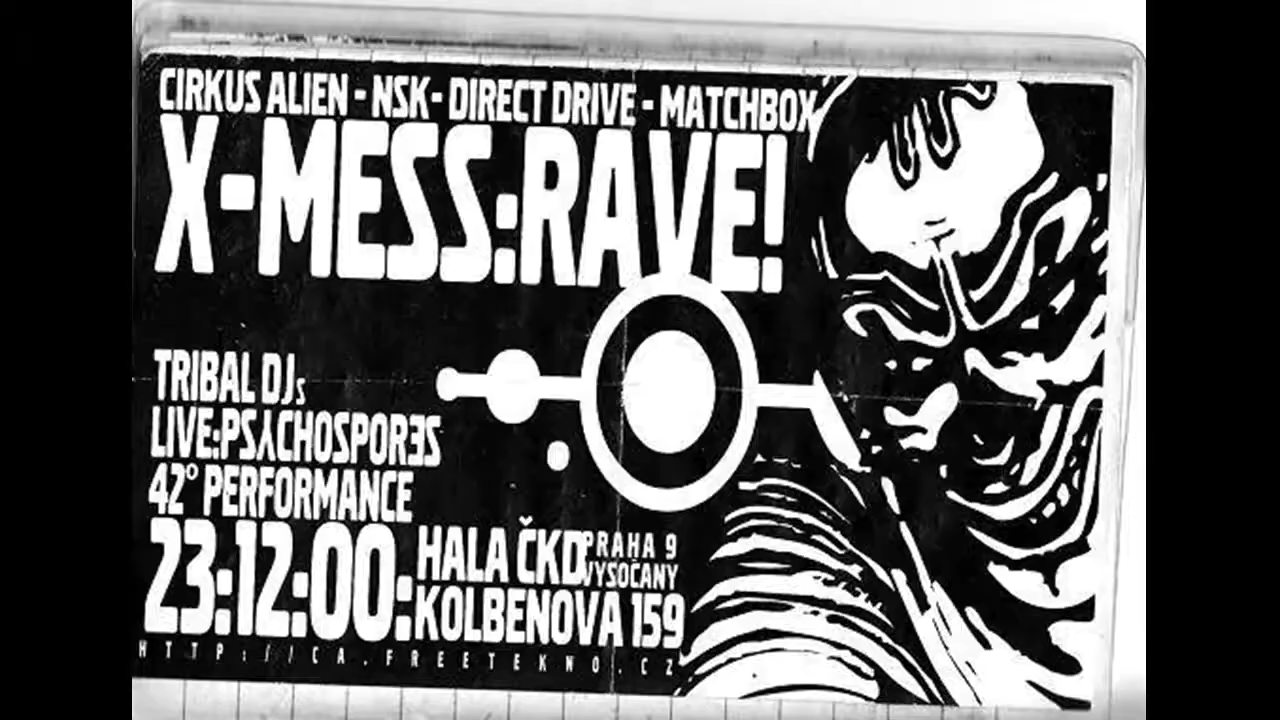 CIRKUS ALIEN - NSK - DIRECT DRIVE - MATCHBOX
X-MESS:RAVE!
TRIBAL DJs
LIVE:PSYCHOSPORES
42° PERFORMANCE
23:12:00: HALA ČKD PRAHA 9
VYSOČANY
KOLBENOVA 159
HTTP://CA.FREETEKNO.CZ